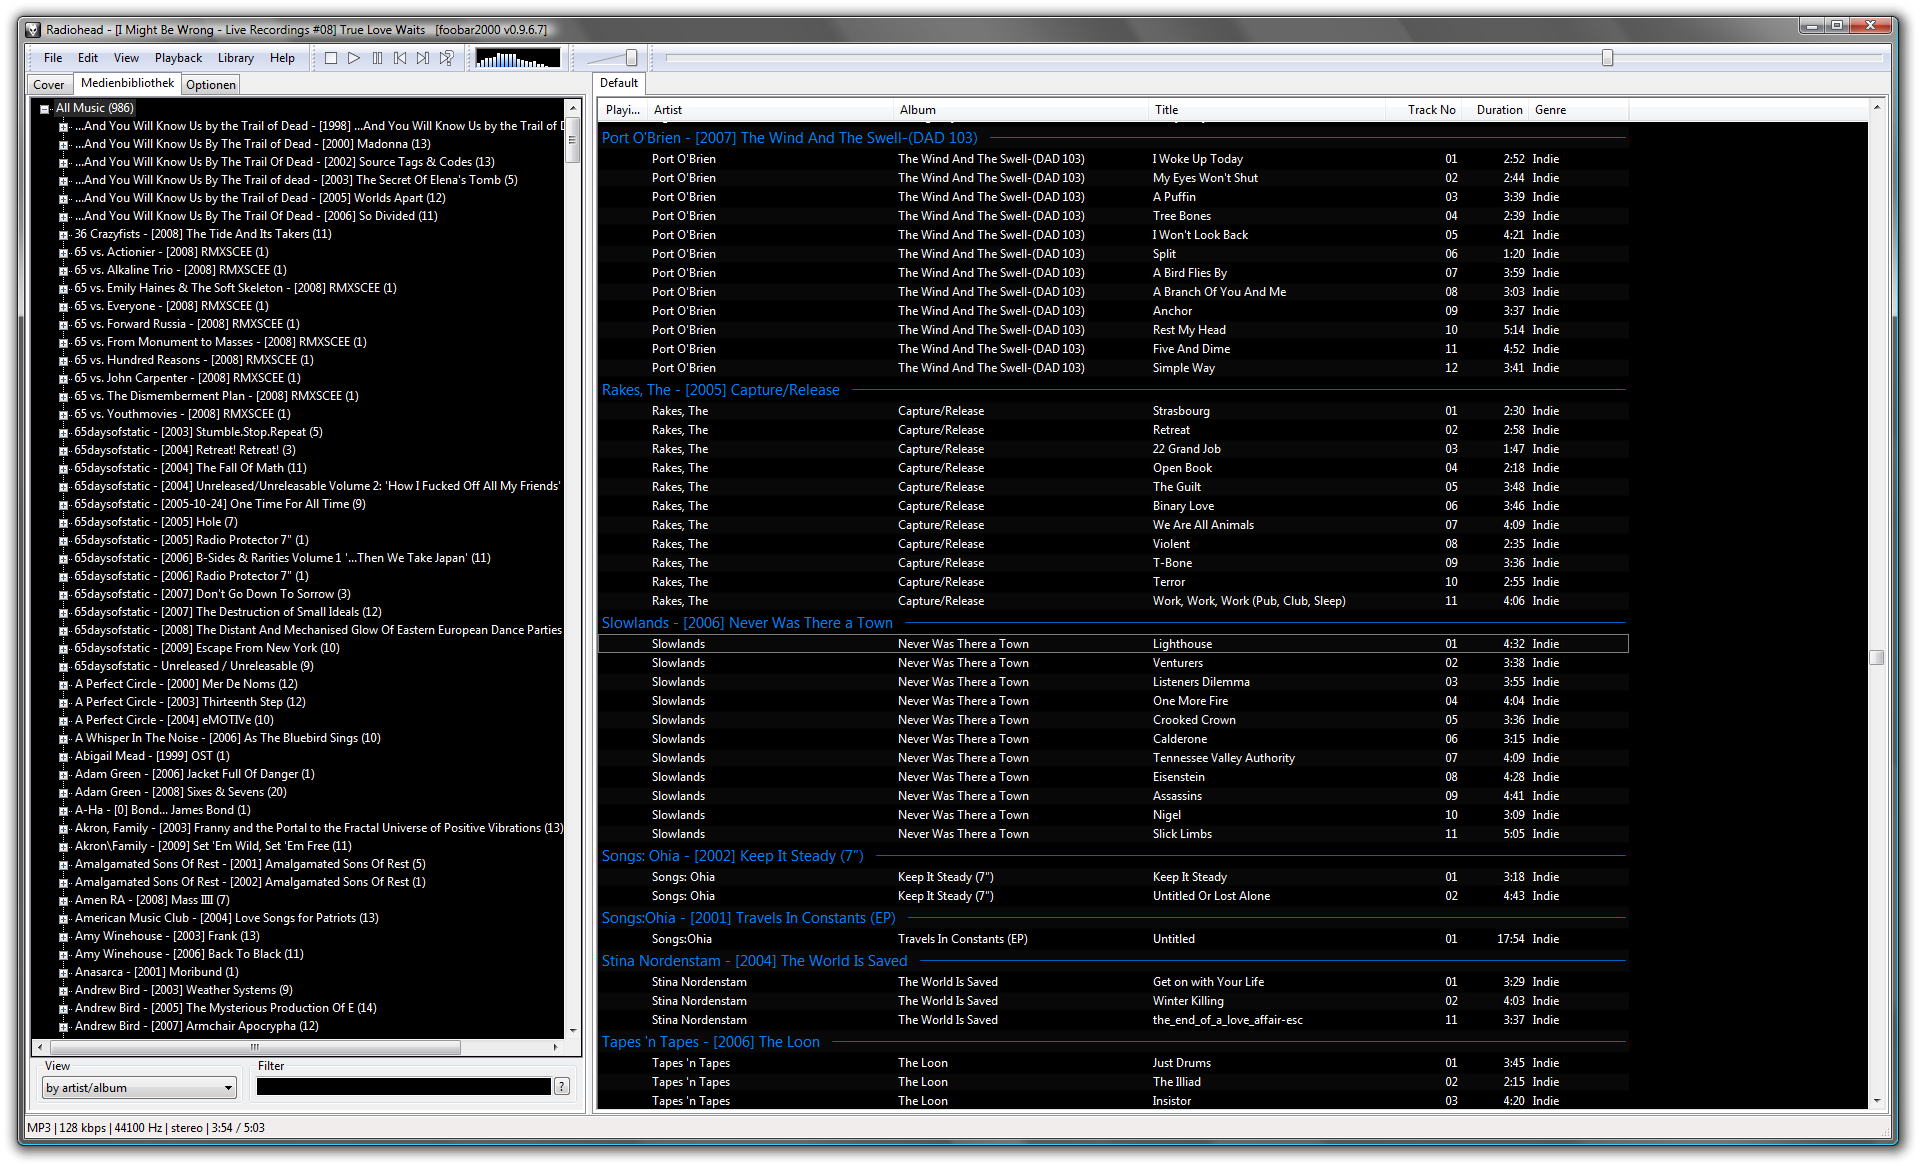 Radiohead - [I Might Be Wrong - Live Recordings #08] True Love Waits   [foobar2000 v0.9.6.7]
File Edit View Playback Library Help
Cover Medienbibliothek Optionen
All Music (986)
...And You Will Know Us by the Trail of Dead - [1998] ...And You Will Know Us by the Trail of D
...And You Will Know Us By the Trail of Dead - [2000] Madonna (13)
...And You Will Know Us By The Trail Of Dead - [2002] Source Tags & Codes (13)
...And You Will Know Us By The Trail of dead - [2003] The Secret Of Elena's Tomb (5)
...And You Will Know Us by the Trail of Dead - [2005] Worlds Apart (12)
...And You Will Know Us By The Trail Of Dead - [2006] So Divided (11)
36 Crazyfists - [2008] The Tide And Its Takers (11)
65 vs. Actionier - [2008] RMXSCEE (1)
65 vs. Alkaline Trio - [2008] RMXSCEE (1)
65 vs. Emily Haines & The Soft Skeleton - [2008] RMXSCEE (1)
65 vs. Everyone - [2008] RMXSCEE (1)
65 vs. Forward Russia - [2008] RMXSCEE (1)
65 vs. From Monument to Masses - [2008] RMXSCEE (1)
65 vs. Hundred Reasons - [2008] RMXSCEE (1)
65 vs. John Carpenter - [2008] RMXSCEE (1)
65 vs. The Dismemberment Plan - [2008] RMXSCEE (1)
65 vs. Youthmovies - [2008] RMXSCEE (1)
65daysofstatic - [2003] Stumble.Stop.Repeat (5)
65daysofstatic - [2004] Retreat! Retreat! (3)
65daysofstatic - [2004] The Fall Of Math (11)
65daysofstatic - [2004] Unreleased/Unreleasable Volume 2: 'How I Fucked Off All My Friends'
65daysofstatic - [2005-10-24] One Time For All Time (9)
65daysofstatic - [2005] Hole (7)
65daysofstatic - [2005] Radio Protector 7" (1)
65daysofstatic - [2006] B-Sides & Rarities Volume 1 '...Then We Take Japan' (11)
65daysofstatic - [2006] Radio Protector 7" (1)
65daysofstatic - [2007] Don't Go Down To Sorrow (3)
65daysofstatic - [2007] The Destruction of Small Ideals (12)
65daysofstatic - [2008] The Distant And Mechanised Glow Of Eastern European Dance Parties
65daysofstatic - [2009] Escape From New York (10)
65daysofstatic - Unreleased / Unreleasable (9)
A Perfect Circle - [2000] Mer De Noms (12)
A Perfect Circle - [2003] Thirteenth Step (12)
A Perfect Circle - [2004] eMOTIVe (10)
A Whisper In The Noise - [2006] As The Bluebird Sings (10)
Abigail Mead - [1999] OST (1)
Adam Green - [2006] Jacket Full Of Danger (1)
Adam Green - [2008] Sixes & Sevens (20)
A-Ha - [0] Bond... James Bond (1)
Akron, Family - [2003] Franny and the Portal to the Fractal Universe of Positive Vibrations (13)
Akron\Family - [2009] Set 'Em Wild, Set 'Em Free (11)
Amalgamated Sons Of Rest - [2001] Amalgamated Sons Of Rest (5)
Amalgamated Sons Of Rest - [2002] Amalgamated Sons Of Rest (1)
Amen RA - [2008] Mass IIII (7)
American Music Club - [2004] Love Songs for Patriots (13)
Amy Winehouse - [2003] Frank (13)
Amy Winehouse - [2006] Back To Black (11)
Anasarca - [2001] Moribund (1)
Andrew Bird - [2003] Weather Systems (9)
Andrew Bird - [2005] The Mysterious Production Of E (14)
Andrew Bird - [2007] Armchair Apocrypha (12)
View
by artist/album
Filter
?
Default
Playi... Artist Album Title Track No Duration Genre
Port O'Brien - [2007] The Wind And The Swell-(DAD 103)
Port O'Brien The Wind And The Swell-(DAD 103) I Woke Up Today 01 2:52 Indie
Port O'Brien The Wind And The Swell-(DAD 103) My Eyes Won't Shut 02 2:44 Indie
Port O'Brien The Wind And The Swell-(DAD 103) A Puffin 03 3:39 Indie
Port O'Brien The Wind And The Swell-(DAD 103) Tree Bones 04 2:39 Indie
Port O'Brien The Wind And The Swell-(DAD 103) I Won't Look Back 05 4:21 Indie
Port O'Brien The Wind And The Swell-(DAD 103) Split 06 1:20 Indie
Port O'Brien The Wind And The Swell-(DAD 103) A Bird Flies By 07 3:59 Indie
Port O'Brien The Wind And The Swell-(DAD 103) A Branch Of You And Me 08 3:03 Indie
Port O'Brien The Wind And The Swell-(DAD 103) Anchor 09 3:37 Indie
Port O'Brien The Wind And The Swell-(DAD 103) Rest My Head 10 5:14 Indie
Port O'Brien The Wind And The Swell-(DAD 103) Five And Dime 11 4:52 Indie
Port O'Brien The Wind And The Swell-(DAD 103) Simple Way 12 3:41 Indie
Rakes, The - [2005] Capture/Release
Rakes, The Capture/Release Strasbourg 01 2:30 Indie
Rakes, The Capture/Release Retreat 02 2:58 Indie
Rakes, The Capture/Release 22 Grand Job 03 1:47 Indie
Rakes, The Capture/Release Open Book 04 2:18 Indie
Rakes, The Capture/Release The Guilt 05 3:48 Indie
Rakes, The Capture/Release Binary Love 06 3:46 Indie
Rakes, The Capture/Release We Are All Animals 07 4:09 Indie
Rakes, The Capture/Release Violent 08 2:35 Indie
Rakes, The Capture/Release T-Bone 09 3:36 Indie
Rakes, The Capture/Release Terror 10 2:55 Indie
Rakes, The Capture/Release Work, Work, Work (Pub, Club, Sleep) 11 4:06 Indie
Slowlands - [2006] Never Was There a Town
Slowlands Never Was There a Town Lighthouse 01 4:32 Indie
Slowlands Never Was There a Town Venturers 02 3:38 Indie
Slowlands Never Was There a Town Listeners Dilemma 03 3:55 Indie
Slowlands Never Was There a Town One More Fire 04 4:04 Indie
Slowlands Never Was There a Town Crooked Crown 05 3:36 Indie
Slowlands Never Was There a Town Calderone 06 3:15 Indie
Slowlands Never Was There a Town Tennessee Valley Authority 07 4:09 Indie
Slowlands Never Was There a Town Eisenstein 08 4:28 Indie
Slowlands Never Was There a Town Assassins 09 4:41 Indie
Slowlands Never Was There a Town Nigel 10 3:09 Indie
Slowlands Never Was There a Town Slick Limbs 11 5:05 Indie
Songs: Ohia - [2002] Keep It Steady (7")
Songs: Ohia Keep It Steady (7") Keep It Steady 01 3:18 Indie
Songs: Ohia Keep It Steady (7") Untitled Or Lost Alone 02 4:43 Indie
Songs:Ohia - [2001] Travels In Constants (EP)
Songs:Ohia Travels In Constants (EP) Untitled 01 17:54 Indie
Stina Nordenstam - [2004] The World Is Saved
Stina Nordenstam The World Is Saved Get on with Your Life 01 3:29 Indie
Stina Nordenstam The World Is Saved Winter Killing 02 4:03 Indie
Stina Nordenstam The World Is Saved the_end_of_a_love_affair-esc 11 3:37 Indie
Tapes 'n Tapes - [2006] The Loon
Tapes 'n Tapes The Loon Just Drums 01 3:45 Indie
Tapes 'n Tapes The Loon The Illiad 02 2:15 Indie
Tapes 'n Tapes The Loon Insistor 03 4:20 Indie
MP3 | 128 kbps | 44100 Hz | stereo | 3:54 / 5:03